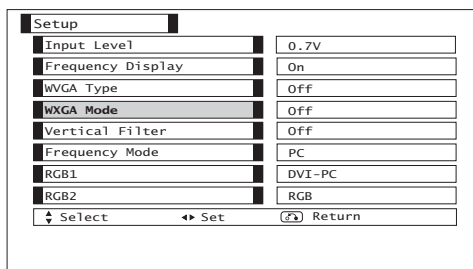 Setup
Input Level 0.7V
Frequency Display On
WVGA Type Off
WXGA Mode Off
Vertical Filter Off
Frequency Mode PC
RGB1 DVI-PC
RGB2 RGB
Select Set Return